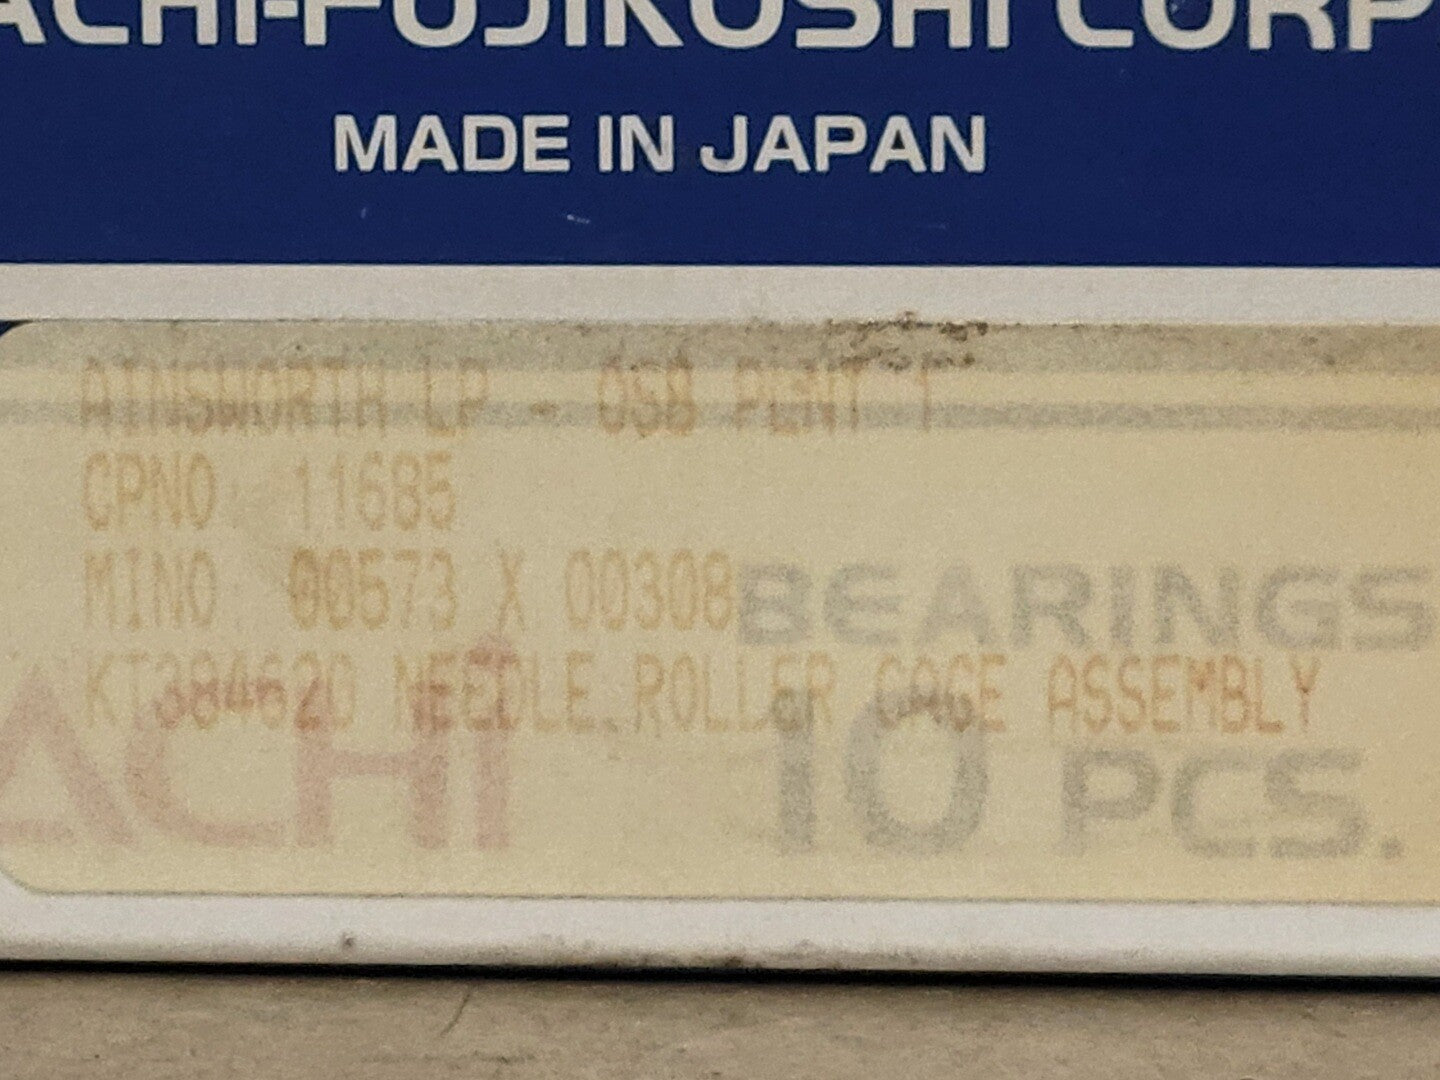 ACHI-FUJIKOSHI CORP
MADE IN JAPAN
AINSWORTH LP - OSB PLNT 1
CPNO 11685
MINO 00573 X 00308
BEARINGS
KT384620 NEEDLE ROLLER CAGE ASSEMBLY
ACHI
10 PCS.